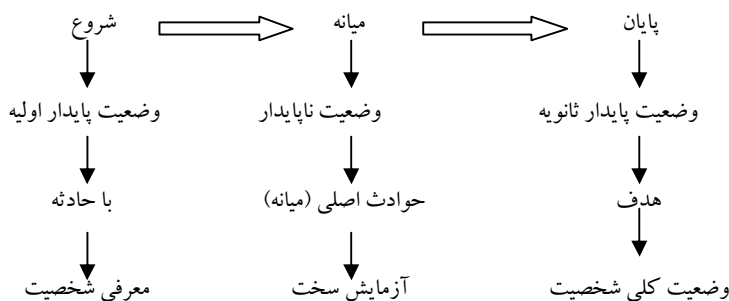 شروع میانه پایان
وضعیت پایدار اولیه وضعیت ناپایدار وضعیت پایدار ثانویه
با حادثه حوادث اصلی (میانه) هدف
معرفی شخصیت آزمایش سخت وضعیت کلی شخصیت